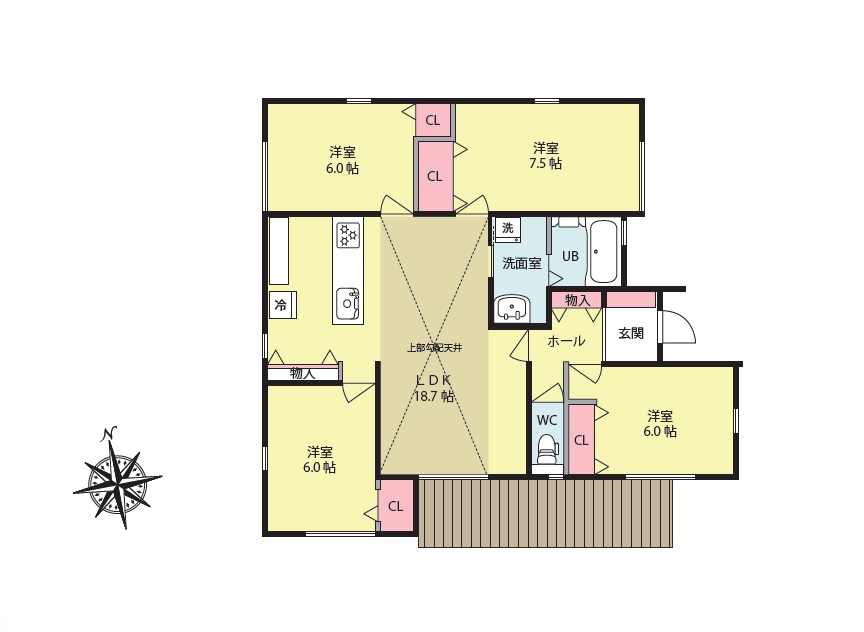 洋室
6.0 帖
CL
CL
洋室
7.5 帖
洗
洗面室
UB
冷
物入
玄関
ホール
上部勾配天井
ＬＤＫ
18.7 帖
物入
洋室
6.0 帖
CL
WC
CL
洋室
6.0 帖
N